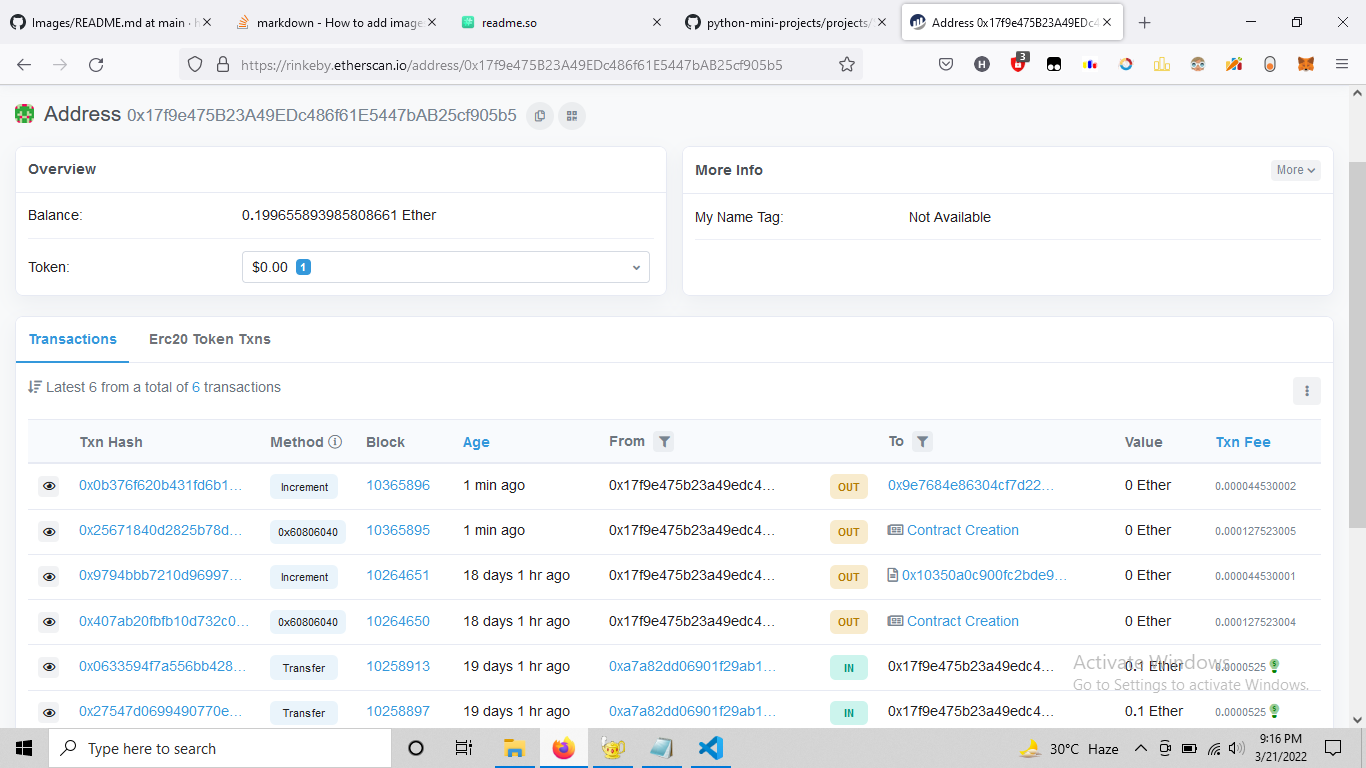 Images/README.md at main · h
markdown - How to add image
readme.so
python-mini-projects/projects/
Address 0x17f9e475B23A49EDc4
https://rinkeby.etherscan.io/address/0x17f9e475B23A49EDc486f61E5447bAB25cf905b5
H
3
Address 0x17f9e475B23A49EDc486f61E5447bAB25cf905b5
Overview
Balance: 0.199655893985808661 Ether
Token: $0.00 1
More Info More
My Name Tag: Not Available
Transactions Erc20 Token Txns
Latest 6 from a total of 6 transactions
Txn Hash Method Block Age From To Value Txn Fee
0x0b376f620b431fd6b1... Increment 10365896 1 min ago 0x17f9e475b23a49edc4... OUT 0x9e7684e86304cf7d22... 0 Ether 0.000044530002
0x25671840d2825b78d... 0x60806040 10365895 1 min ago 0x17f9e475b23a49edc4... OUT Contract Creation 0 Ether 0.000127523005
0x9794bbb7210d96997... Increment 10264651 18 days 1 hr ago 0x17f9e475b23a49edc4... OUT 0x10350a0c900fc2bde9... 0 Ether 0.000044530001
0x407ab20fbfb10d732c0... 0x60806040 10264650 18 days 1 hr ago 0x17f9e475b23a49edc4... OUT Contract Creation 0 Ether 0.000127523004
0x0633594f7a556bb428... Transfer 10258913 19 days 1 hr ago 0xa7a82dd06901f29ab1... IN 0x17f9e475b23a49edc4... 0.1 Ether 0.0000525
0x27547d0699490770e... Transfer 10258897 19 days 1 hr ago 0xa7a82dd06901f29ab1... IN 0x17f9e475b23a49edc4... 0.1 Ether 0.0000525
Activate Windows
Go to Settings to activate Windows.
Type here to search
30°C Haze
9:16 PM
3/21/2022